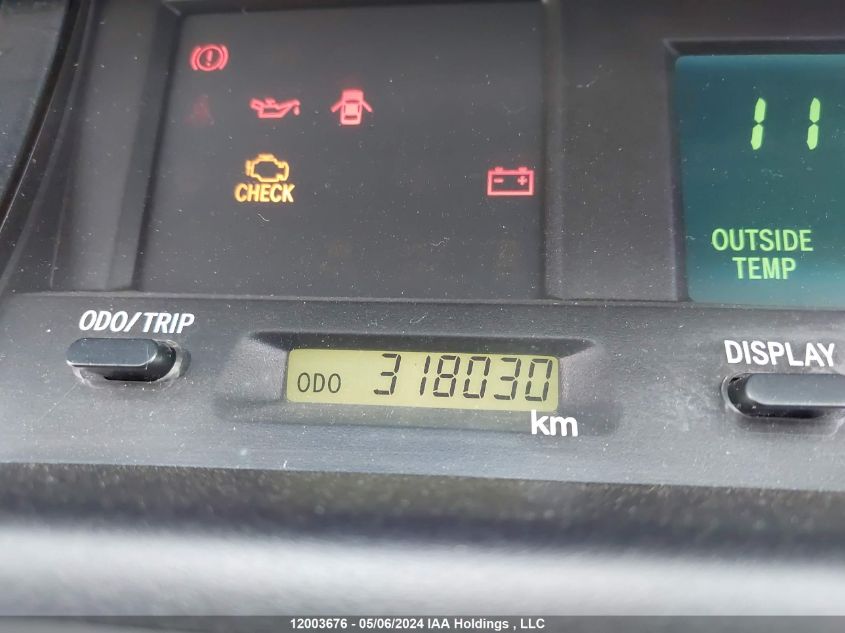 11
CHECK
- +
OUTSIDE
TEMP
ODO/TRIP
DISPLAY
ODO 318030
km
12003676 - 05/06/2024 IAA Holdings , LLC